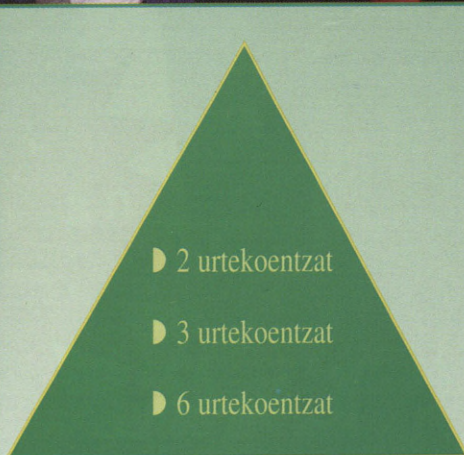 ◗ 2 urtekoentzat
◗ 3 urtekoentzat
◗ 6 urtekoentzat